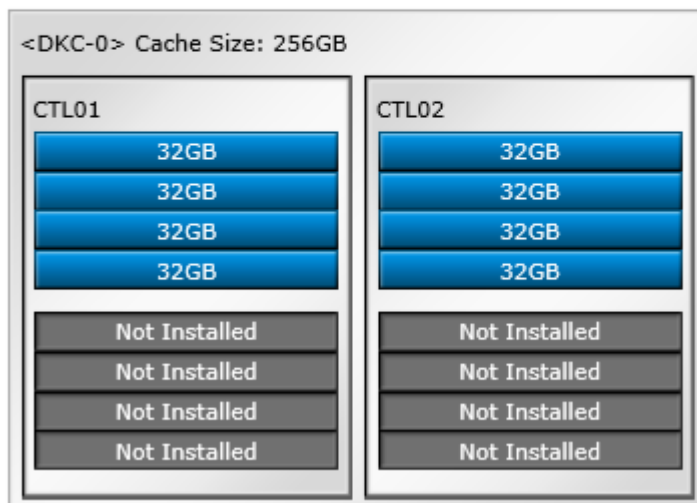 <DKC-0> Cache Size: 256GB
CTL01
32GB
32GB
32GB
32GB
Not Installed
Not Installed
Not Installed
Not Installed
CTL02
32GB
32GB
32GB
32GB
Not Installed
Not Installed
Not Installed
Not Installed